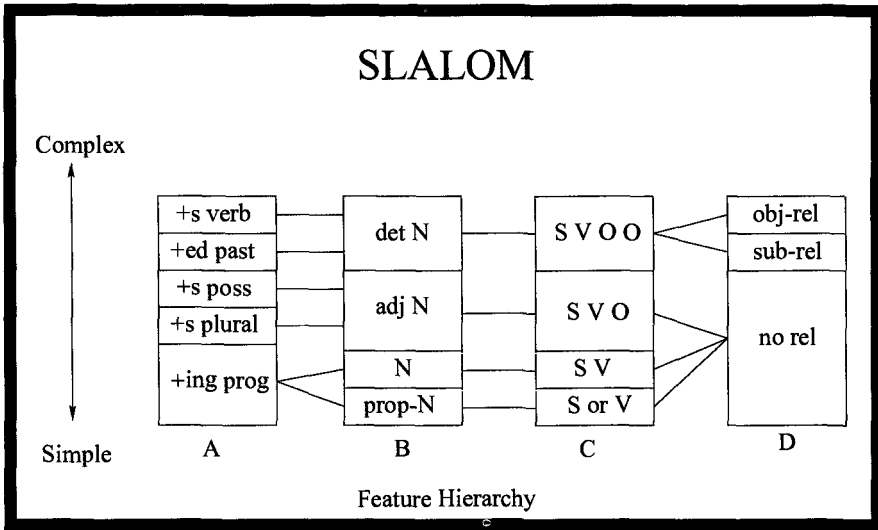 SLALOM
Complex
+s verb
+ed past
+s poss
+s plural
+ing prog
det N
adj N
N
prop-N
S V O O
S V O
S V
S or V
obj-rel
sub-rel
no rel
Simple
A
B
C
D
Feature Hierarchy